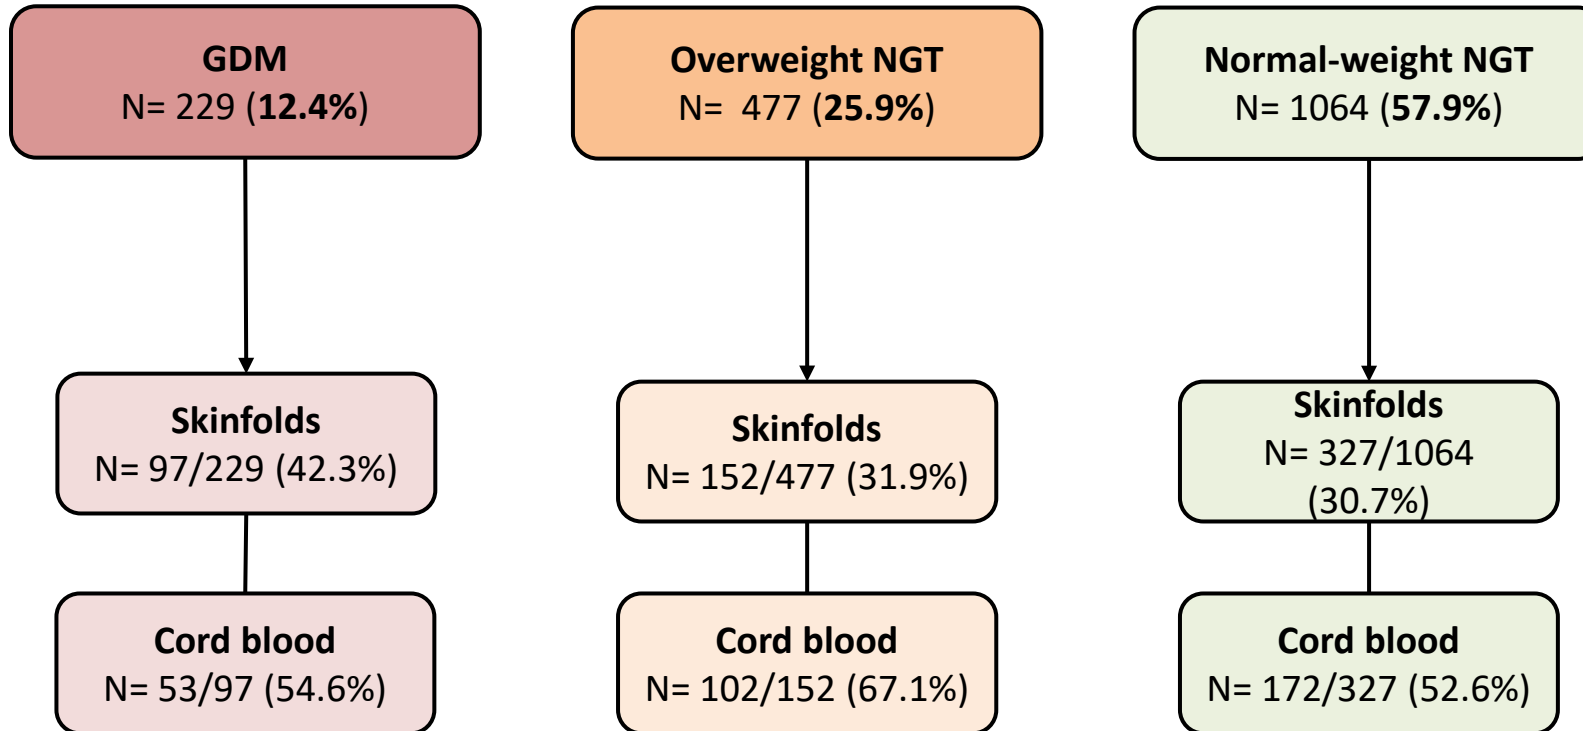 GDM
N= 229 (12.4%)
Overweight NGT
N=  477 (25.9%)
Normal-weight NGT
N= 1064 (57.9%)
Skinfolds
N= 97/229 (42.3%)
Skinfolds
N= 152/477 (31.9%)
Skinfolds
N= 327/1064
(30.7%)
Cord blood
N= 53/97 (54.6%)
Cord blood
N= 102/152 (67.1%)
Cord blood
N= 172/327 (52.6%)